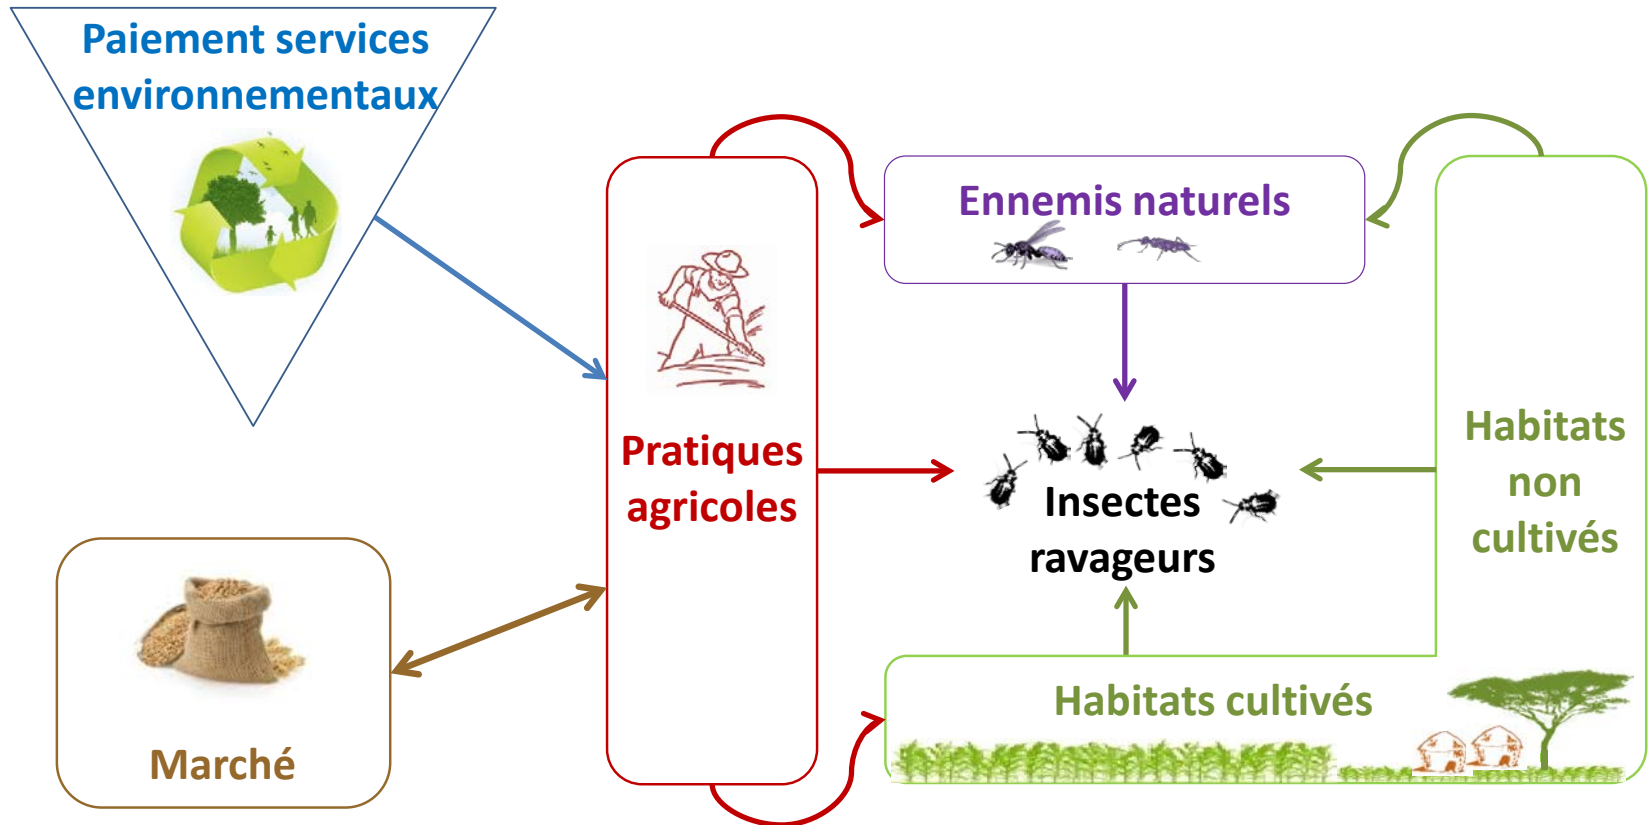 Paiement services
environnementaux
Ennemis naturels
Pratiques
agricoles
Insectes
ravageurs
Habitats
non
cultivés
Habitats cultivés
Marché